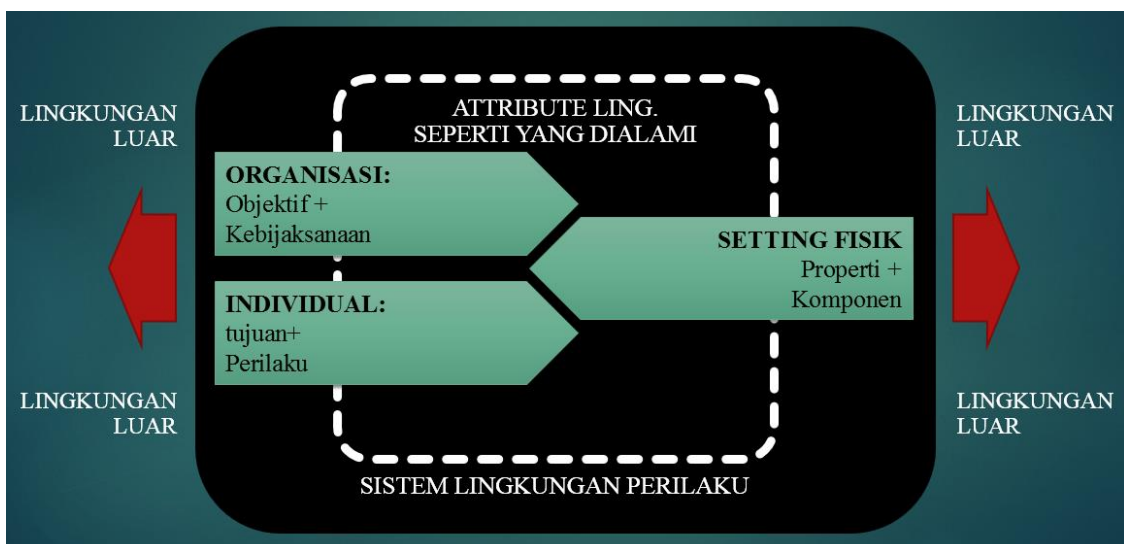 LINGKUNGAN
LUAR
ATTRIBUTE LING.
SEPERTI YANG DIALAMI
LINGKUNGAN
LUAR
ORGANISASI:
Objektif +
Kebijaksanaan
SETTING FISIK
Properti +
Komponen
INDIVIDUAL:
tujuan+
Perilaku
LINGKUNGAN
LUAR
LINGKUNGAN
LUAR
SISTEM LINGKUNGAN PERILAKU